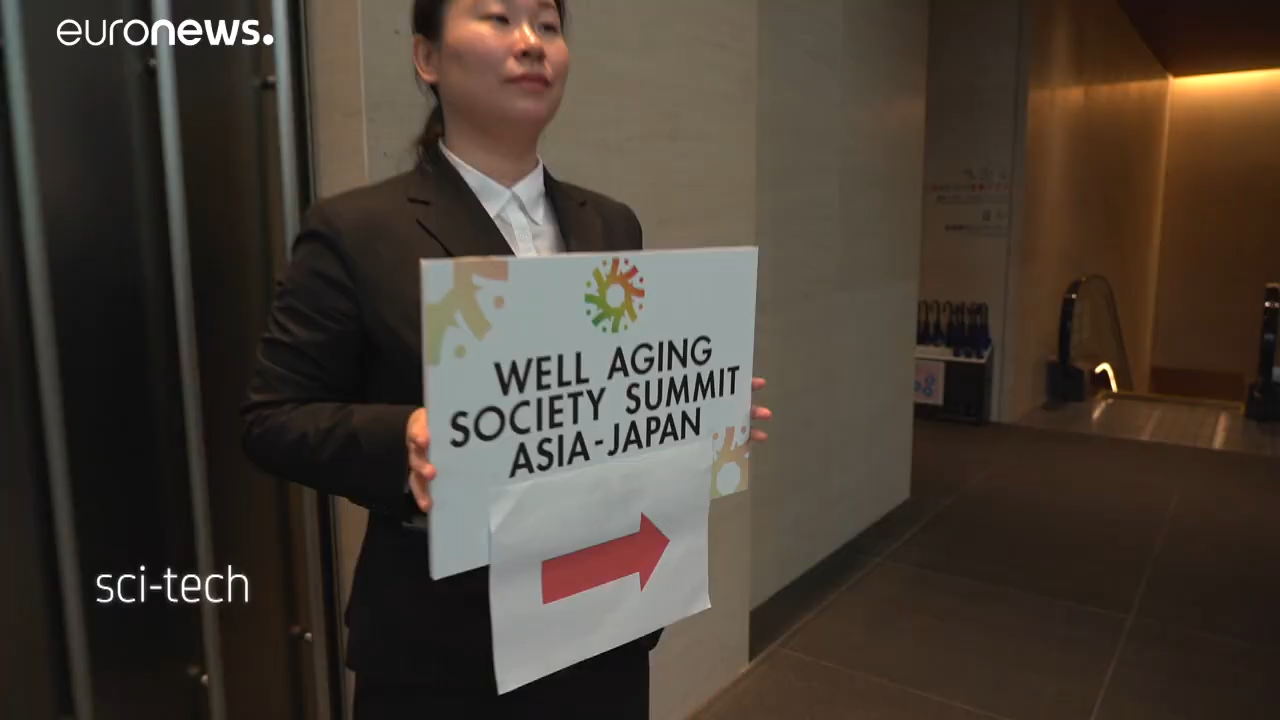 euronews.
WELL AGING
SOCIETY SUMMIT
ASIA-JAPAN
sci-tech